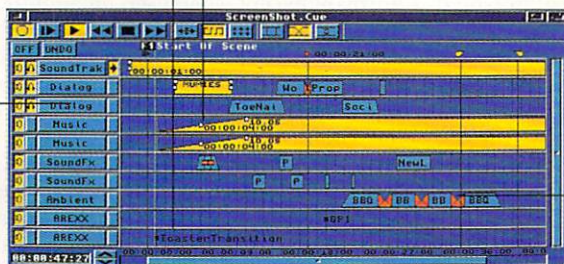 ScreenShot.Cue
OFF UNDO
Start Of Scene 00:00:21:00
SoundTrak 00:00:01:00
Dialog Wo Prop
Dialog ToeNai Soci
Music 00:00:04:00
Music 00:00:04:00
SoundFx P NewL
SoundFx P P
Ambient BBQ BB BB BBQ
AREXX
AREXX ToasterTransition
00:00:47:27